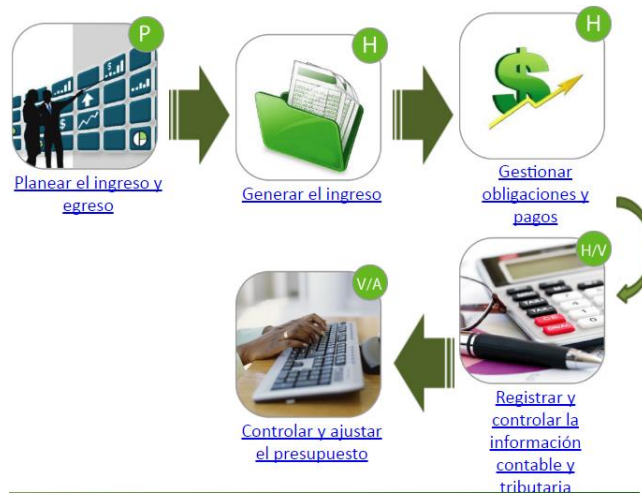 P
Planear el ingreso y
egreso
H
Generar el ingreso
H
Gestionar
obligaciones y
pagos
H/V
Registrar y
controlar la
información
contable y
tributaria
V/A
Controlar y ajustar
el presupuesto